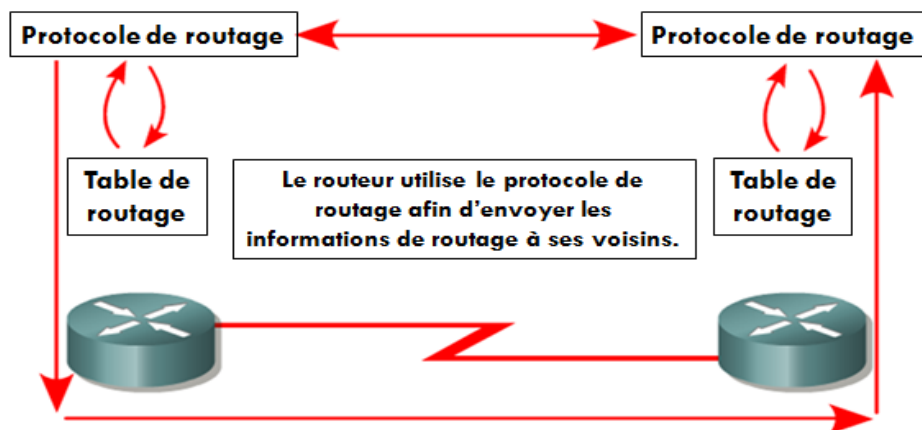 Protocole de routage
Protocole de routage
Table de
routage
Le routeur utilise le protocole de
routage afin d'envoyer les
informations de routage à ses voisins.
Table de
routage